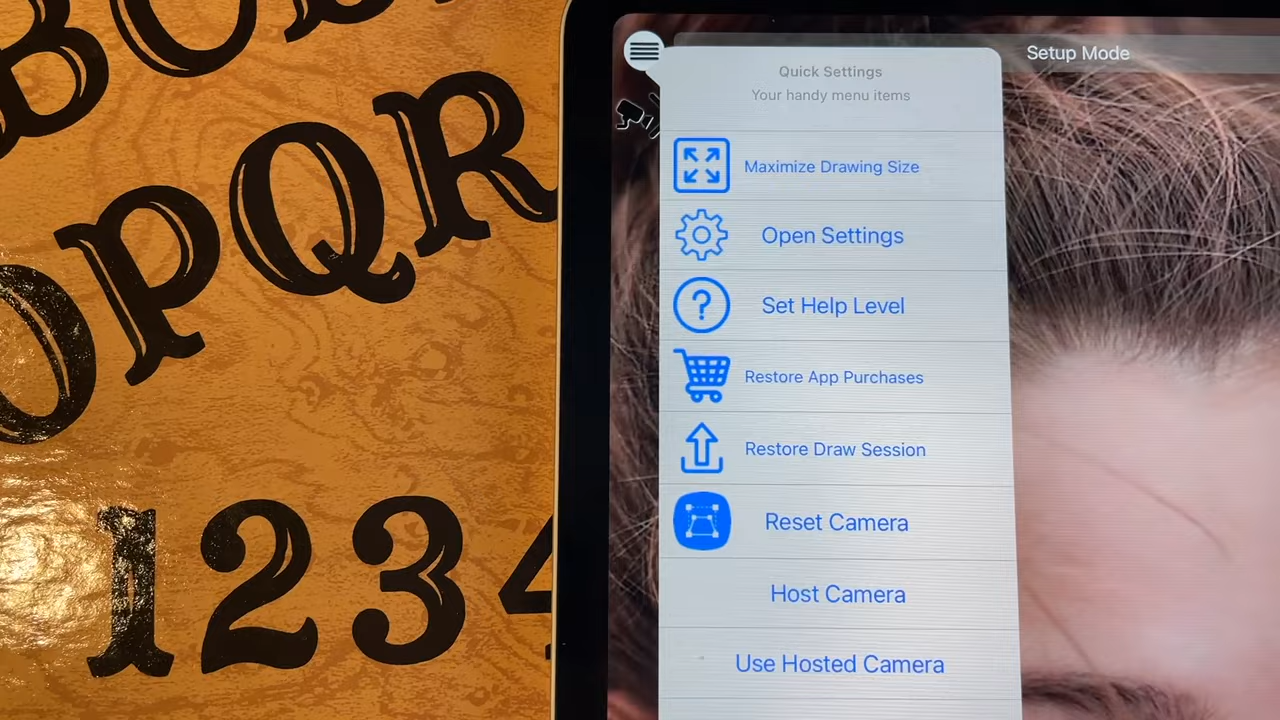 BCD
OPQR
1234
Setup Mode
Quick Settings
Your handy menu items
Maximize Drawing Size
Open Settings
Set Help Level
Restore App Purchases
Restore Draw Session
Reset Camera
Host Camera
Use Hosted Camera